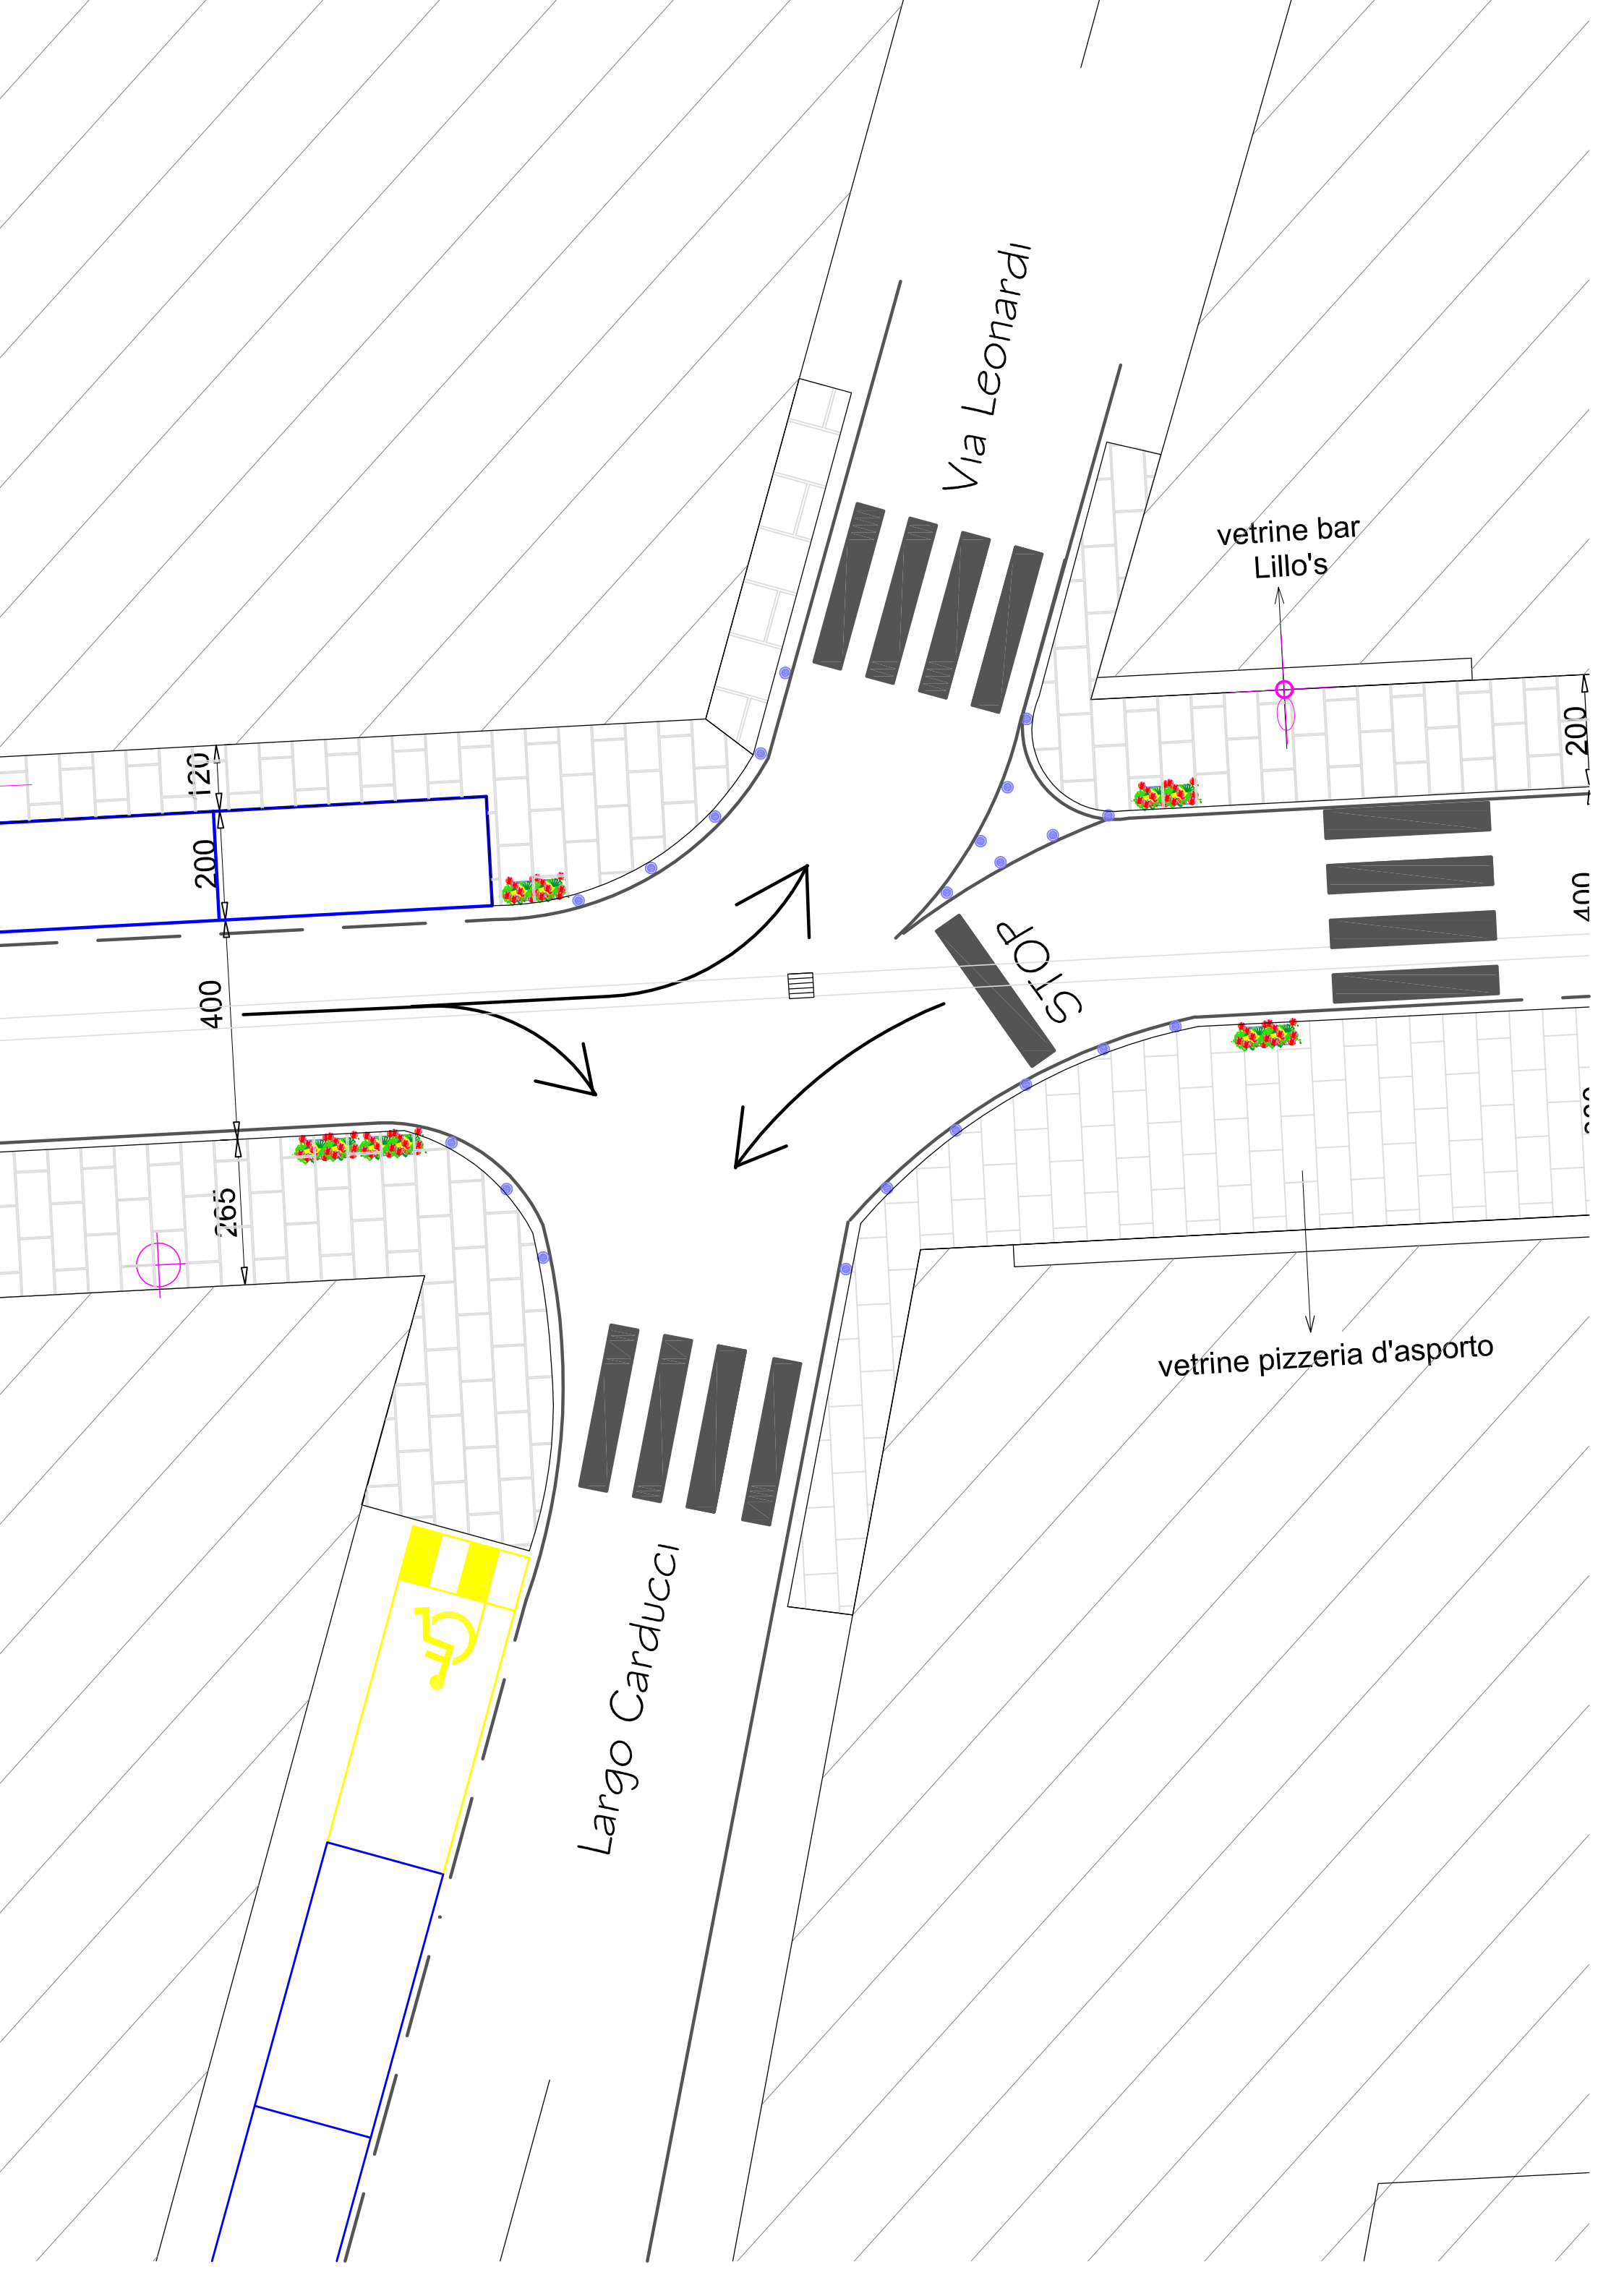 Via Leonardi
vetrine bar
Lillo's
120
200
200
400
STOP
400
265
vetrine pizzeria d'asporto
Largo Carducci